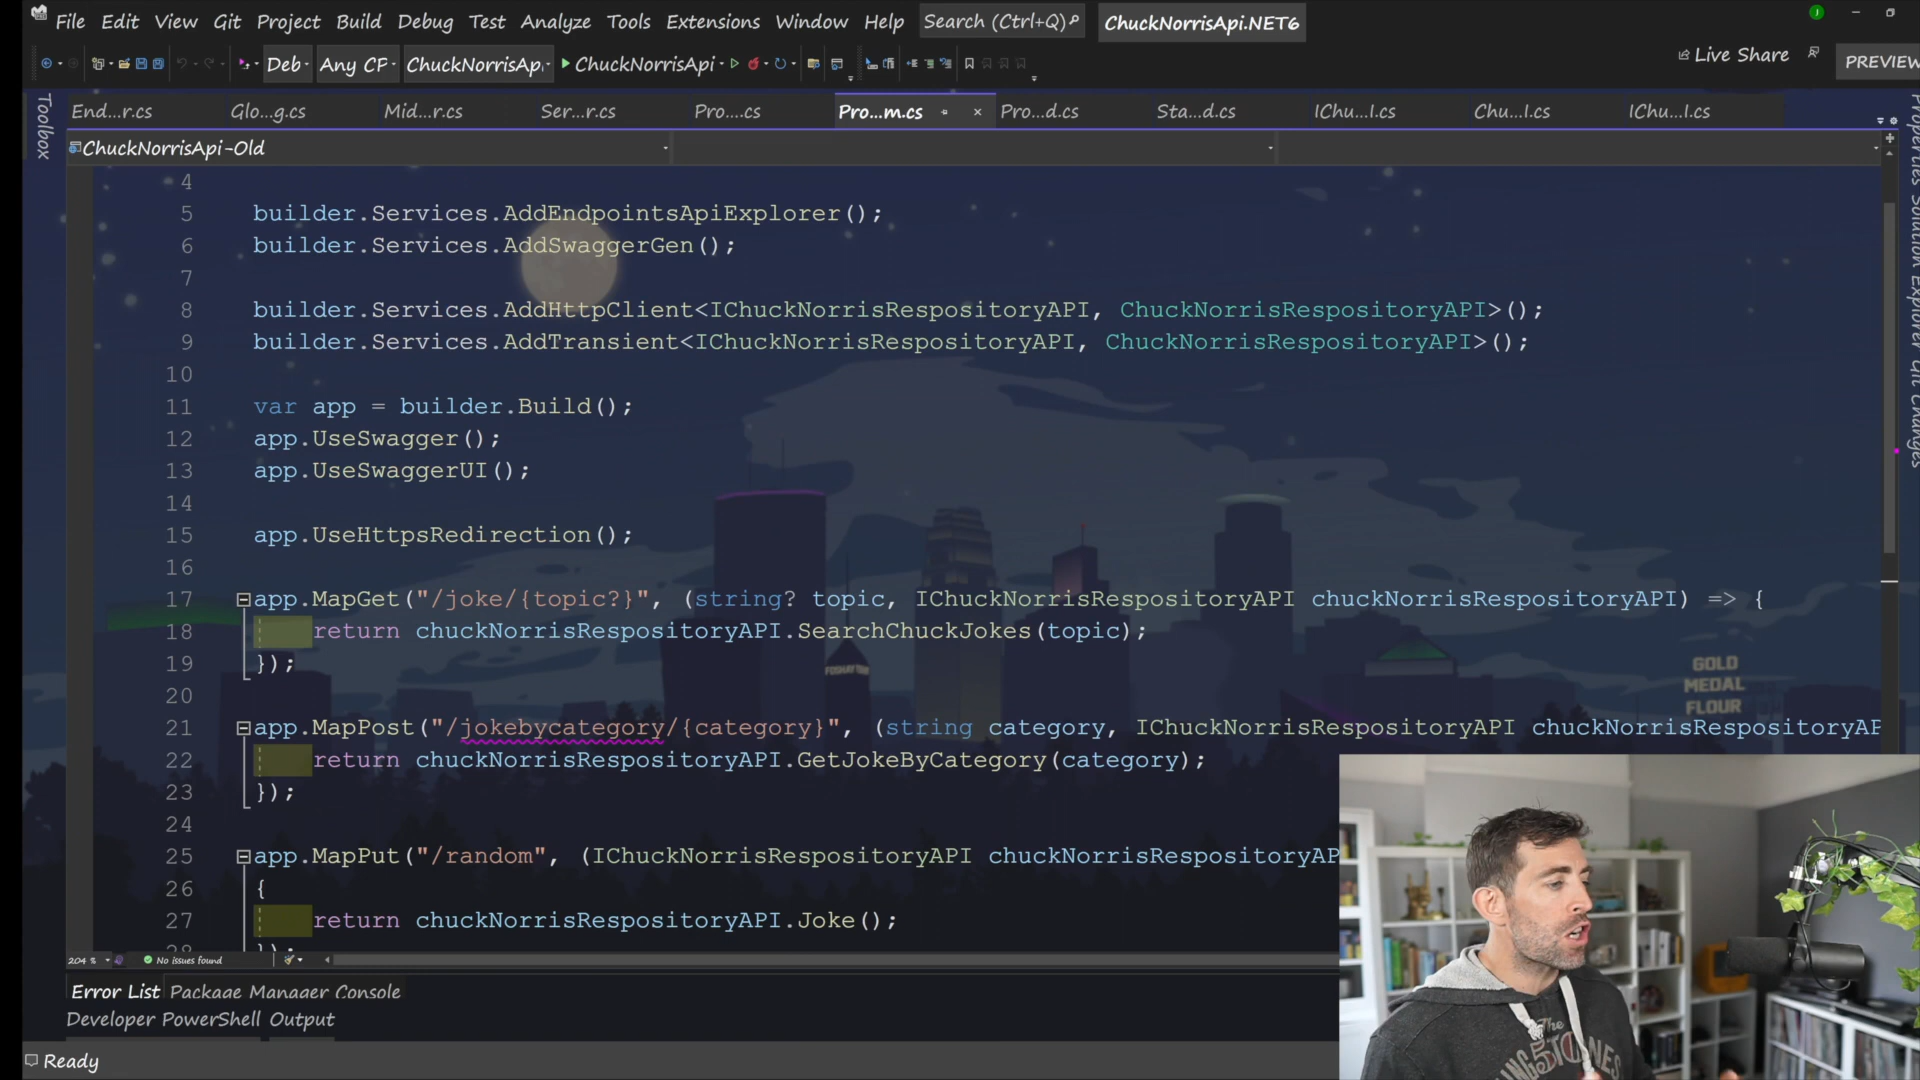 File Edit View Git Project Build Debug Test Analyze Tools Extensions Window Help Search (Ctrl+Q) ChuckNorrisApi.NET6
Deb Any CF ChuckNorrisAp. ChuckNorrisApi Live Share PREVIEW
Toolbox
End...r.cs Glo...g.cs Mid...r.cs Ser...r.cs Pro....cs Pro...m.cs Pro...d.cs Sta...d.cs IChu...I.cs Chu...I.cs IChu...I.cs
Properties Solution Explorer Git Changes
ChuckNorrisApi-Old
4
5 builder.Services.AddEndpointsApiExplorer();
6 builder.Services.AddSwaggerGen();
7
8 builder.Services.AddHttpClient<IChuckNorrisRespositoryAPI, ChuckNorrisRespositoryAPI>();
9 builder.Services.AddTransient<IChuckNorrisRespositoryAPI, ChuckNorrisRespositoryAPI>();
10
11 var app = builder.Build();
12 app.UseSwagger();
13 app.UseSwaggerUI();
14
15 app.UseHttpsRedirection();
16
17 app.MapGet("/joke/{topic?}", (string? topic, IChuckNorrisRespositoryAPI chuckNorrisRespositoryAPI) => {
18 return chuckNorrisRespositoryAPI.SearchChuckJokes(topic);
19 });
20
21 app.MapPost("/jokebycategory/{category}", (string category, IChuckNorrisRespositoryAPI chuckNorrisRespositoryAP
22 return chuckNorrisRespositoryAPI.GetJokeByCategory(category);
23 });
24
25 app.MapPut("/random", (IChuckNorrisRespositoryAPI chuckNorrisRespositoryAP
26 {
27 return chuckNorrisRespositoryAPI.Joke();
28 });
GOLD
MEDAL
FLOUR
204 % No issues found
Error List Package Manager Console
Developer PowerShell Output
Ready
The